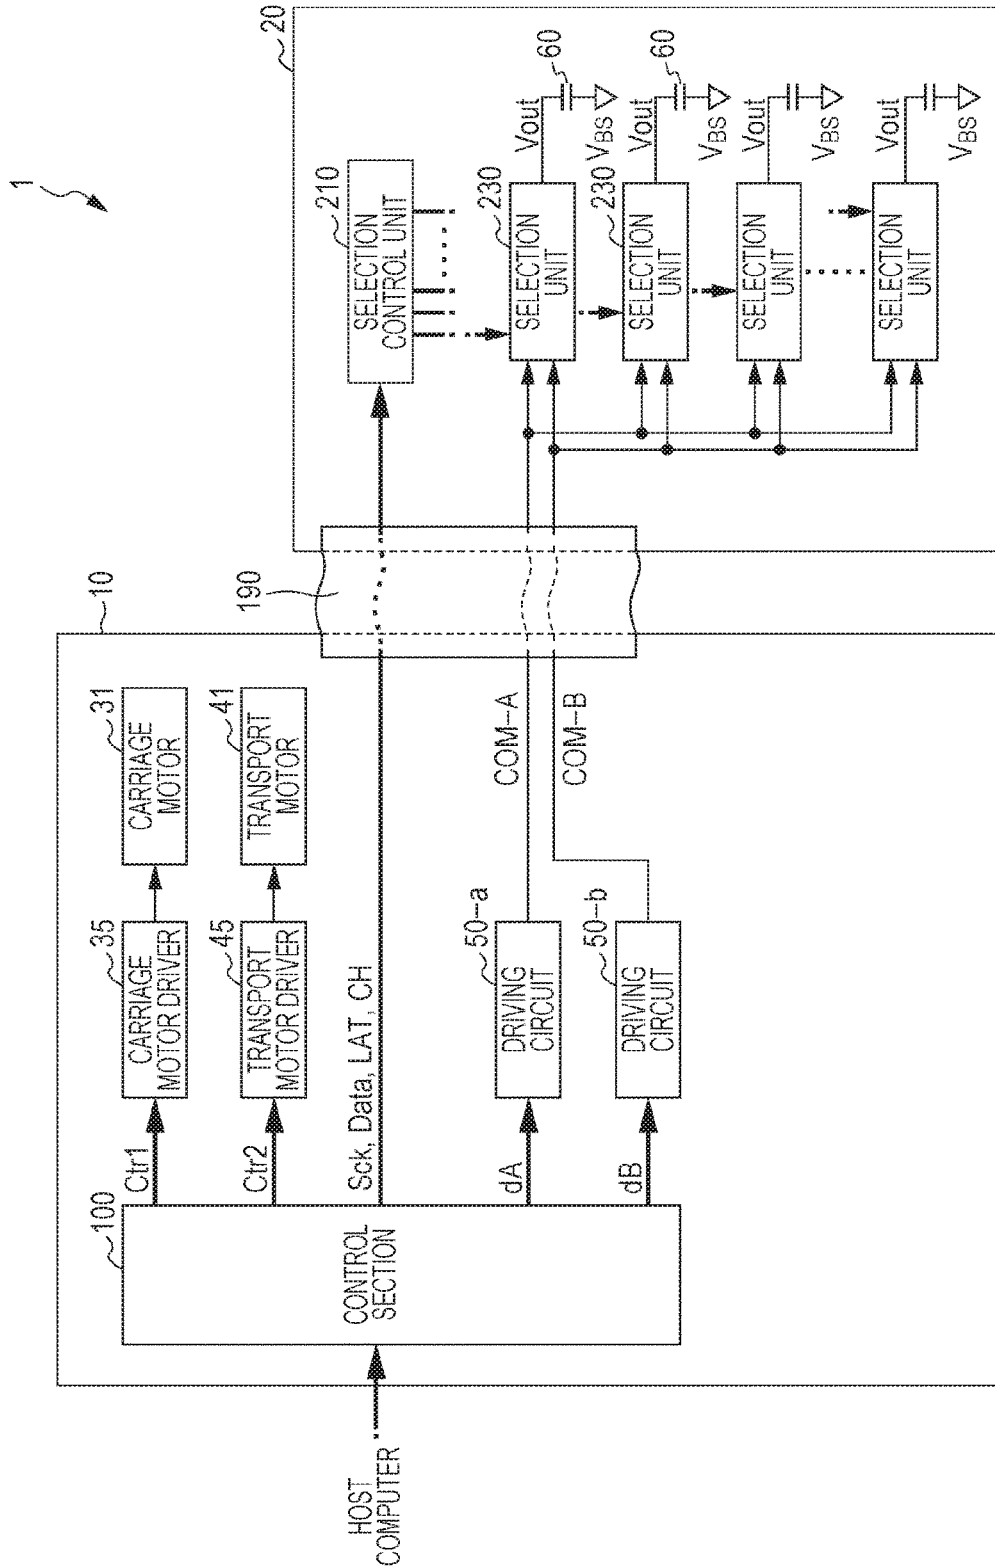 1
HOST
COMPUTER
10
100
CONTROL
SECTION
Ctr1
35
CARRIAGE
MOTOR DRIVER
31
CARRIAGE
MOTOR
Ctr2
45
TRANSPORT
MOTOR DRIVER
41
TRANSPORT
MOTOR
Sck, Data, LAT, CH
dA
50-a
DRIVING
CIRCUIT
COM-A
dB
50-b
DRIVING
CIRCUIT
COM-B
190
20
210
SELECTION
CONTROL UNIT
230
SELECTION
UNIT
Vout
60
VBS
230
SELECTION
UNIT
Vout
60
VBS
SELECTION
UNIT
Vout
VBS
SELECTION
UNIT
Vout
VBS